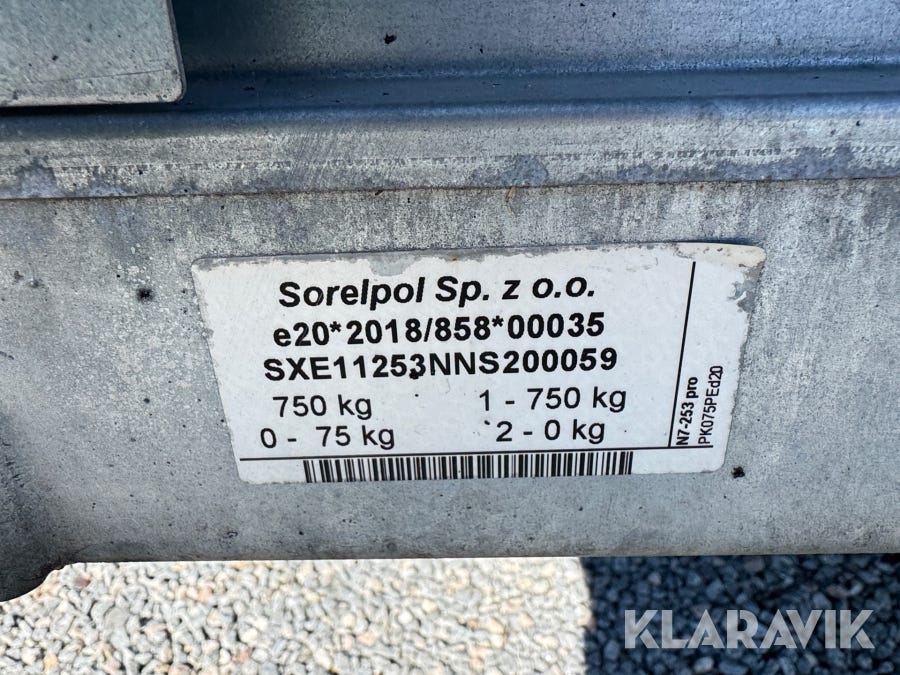 Sorelpol Sp. z o.o.
e20*2018/858*00035
SXE11253NNS200059
750 kg 1 - 750 kg
0 - 75 kg 2 - 0 kg
N7-253 pro
PK075PEd20
KLARAVIK